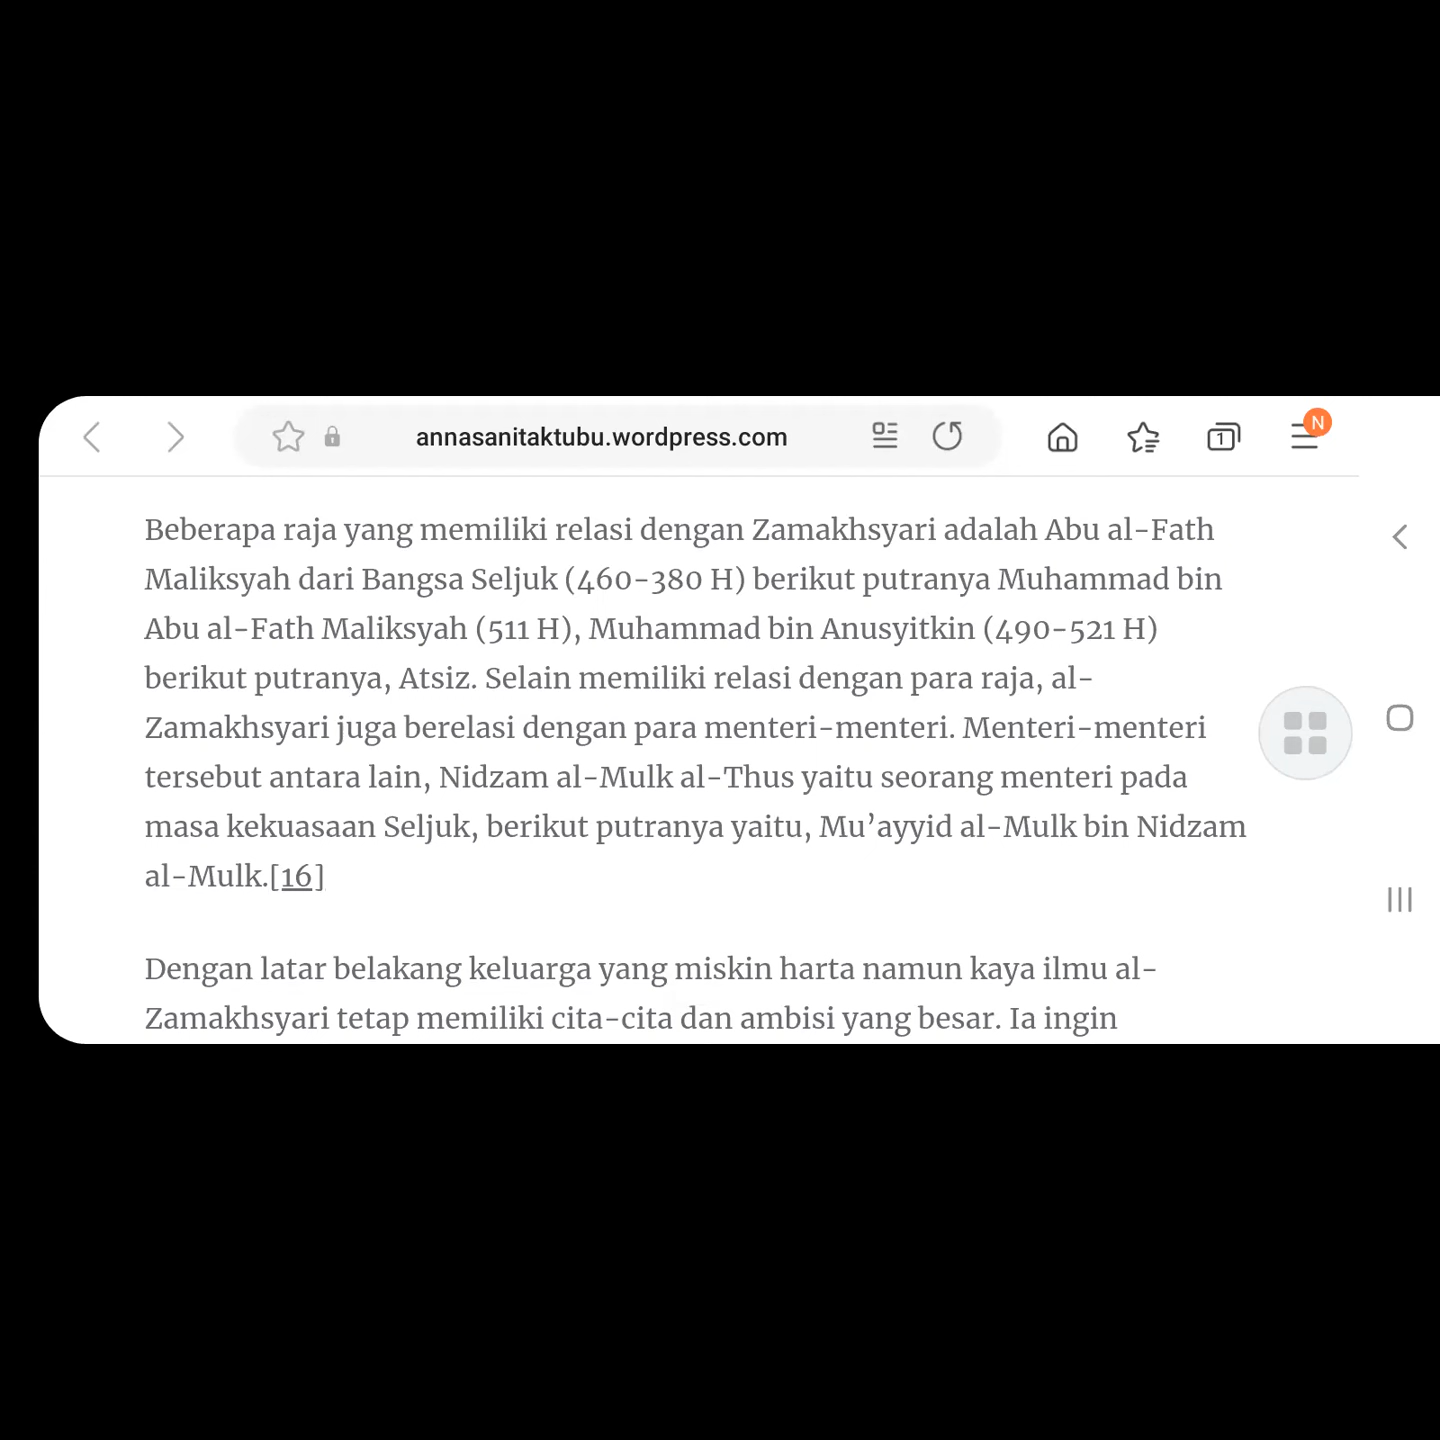 annasanitaktubu.wordpress.com
1
N
Beberapa raja yang memiliki relasi dengan Zamakhsyari adalah Abu al-Fath
Maliksyah dari Bangsa Seljuk (460-380 H) berikut putranya Muhammad bin
Abu al-Fath Maliksyah (511 H), Muhammad bin Anusyitkin (490-521 H)
berikut putranya, Atsiz. Selain memiliki relasi dengan para raja, al-
Zamakhsyari juga berelasi dengan para menteri-menteri. Menteri-menteri
tersebut antara lain, Nidzam al-Mulk al-Thus yaitu seorang menteri pada
masa kekuasaan Seljuk, berikut putranya yaitu, Mu’ayyid al-Mulk bin Nidzam
al-Mulk.[16]
Dengan latar belakang keluarga yang miskin harta namun kaya ilmu al-
Zamakhsyari tetap memiliki cita-cita dan ambisi yang besar. Ia ingin